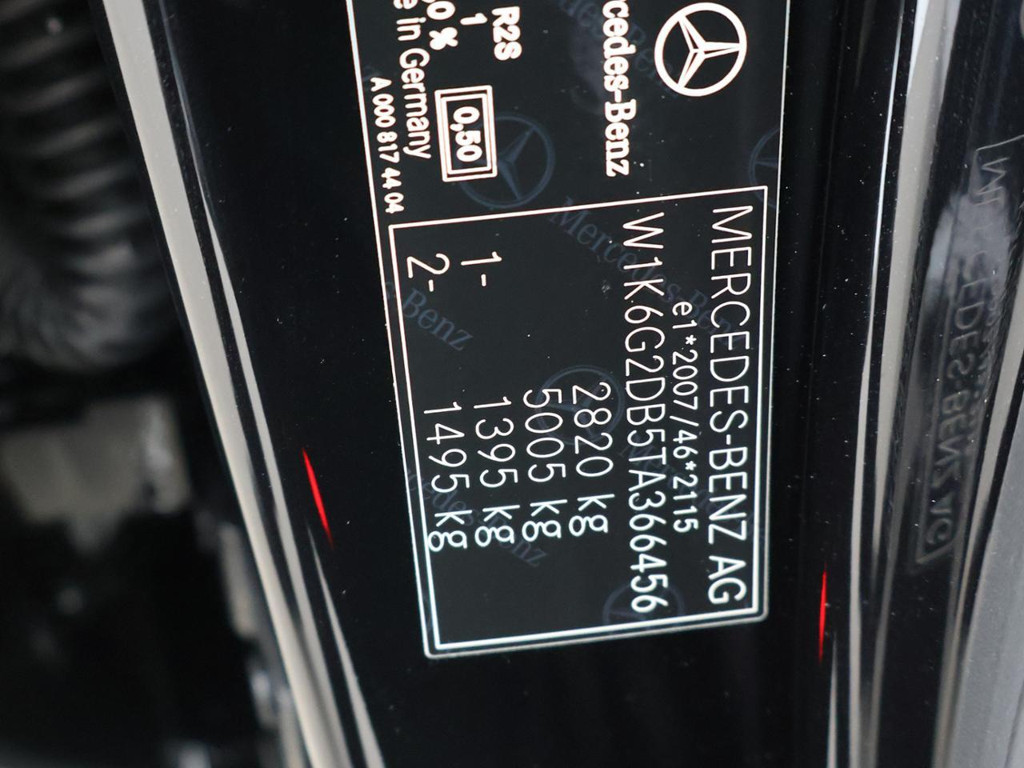 Mercedes-Benz
R2S
1
0,50
in Germany
A 000 817 44 04
MERCEDES-BENZ AG
e1*2007/46*2115
W1K6G2DB5TA366456
2820 kg
5005 kg
1- 1395 kg
2- 1495 kg